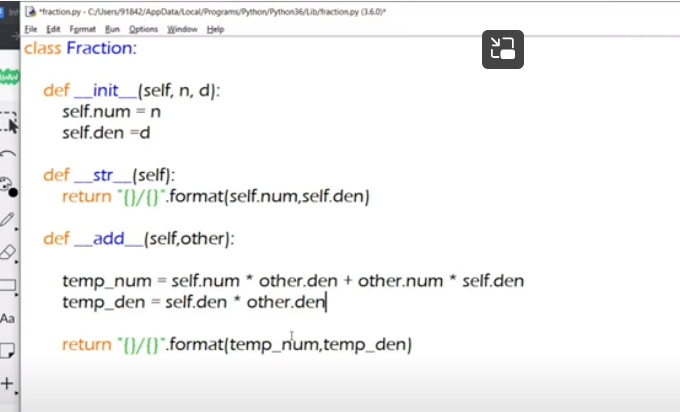 *fraction.py - C:/Users/91842/AppData/Local/Programs/Python/Python36/Lib/fraction.py (3.6.0)*
File Edit Format Run Options Window Help
class Fraction:
def __init__(self, n, d):
self.num = n
self.den =d
def __str__(self):
return "{}/{}".format(self.num,self.den)
def __add__(self,other):
temp_num = self.num * other.den + other.num * self.den
temp_den = self.den * other.den
return "{}/{}".format(temp_num,temp_den)
Aa